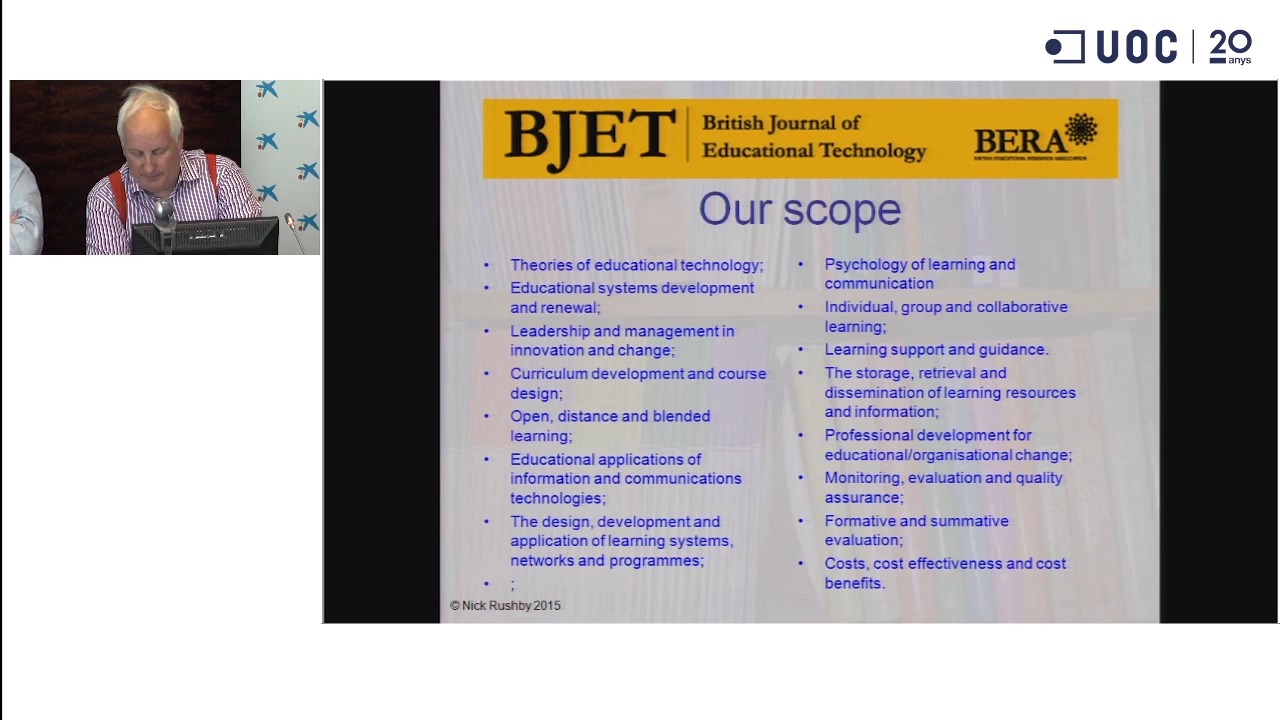 UOC
20
anys
BJET
British Journal of
Educational Technology
BERA
BRITISH EDUCATIONAL RESEARCH ASSOCIATION
Our scope
• Theories of educational technology;
• Educational systems development
and renewal;
• Leadership and management in
innovation and change;
• Curriculum development and course
design;
• Open, distance and blended
learning;
• Educational applications of
information and communications
technologies;
• The design, development and
application of learning systems,
networks and programmes;
• ;
• Psychology of learning and
communication
• Individual, group and collaborative
learning;
• Learning support and guidance.
• The storage, retrieval and
dissemination of learning resources
and information;
• Professional development for
educational/organisational change;
• Monitoring, evaluation and quality
assurance;
• Formative and summative
evaluation;
• Costs, cost effectiveness and cost
benefits.
© Nick Rushby 2015